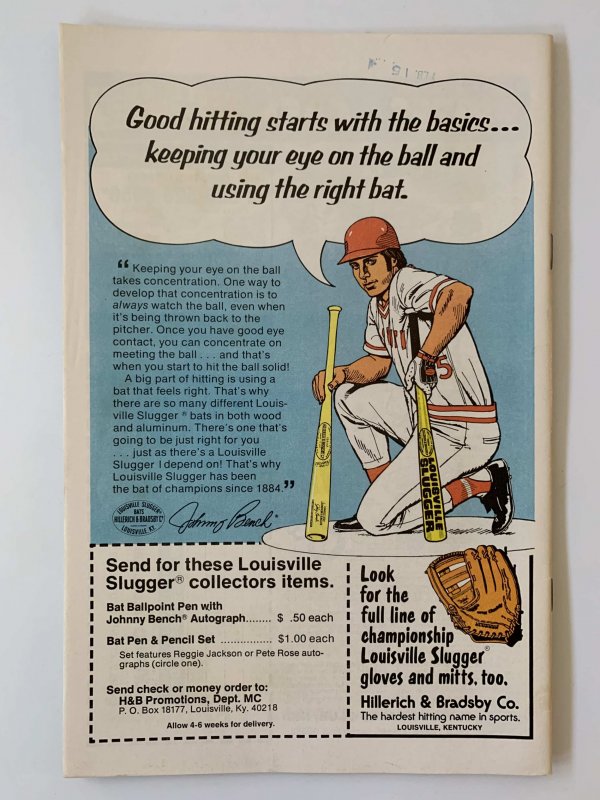 Good hitting starts with the basics...
keeping your eye on the ball and
using the right bat.
“ Keeping your eye on the ball
takes concentration. One way to
develop that concentration is to
always watch the ball, even when
it's being thrown back to the
pitcher. Once you have good eye
contact, you can concentrate on
meeting the ball . . . and that's
when you start to hit the ball solid!
A big part of hitting is using a
bat that feels right. That's why
there are so many different Louis-
ville Slugger ® bats in both wood
and aluminum. There's one that's
going to be just right for you
. . . just as there's a Louisville
Slugger I depend on! That's why
Louisville Slugger has been
the bat of champions since 1884.”
5
LOUISVILLE
SLUGGER
LOUISVILLE SLUGGER
BATS
HILLERICH & BRADSBY Co
LOUISVILLE, KY.
Johnny Bench
Send for these Louisville
Slugger® collectors items.
Bat Ballpoint Pen with
Johnny Bench® Autograph........ $ .50 each
Bat Pen & Pencil Set ................ $1.00 each
Set features Reggie Jackson or Pete Rose auto-
graphs (circle one).
Send check or money order to:
H&B Promotions, Dept. MC
P. O. Box 18177, Louisville, Ky. 40218
Allow 4-6 weeks for delivery.
Look
for the
full line of
championship
Louisville Slugger®
gloves and mitts, too.
Hillerich & Bradsby Co.
The hardest hitting name in sports.
LOUISVILLE, KENTUCKY